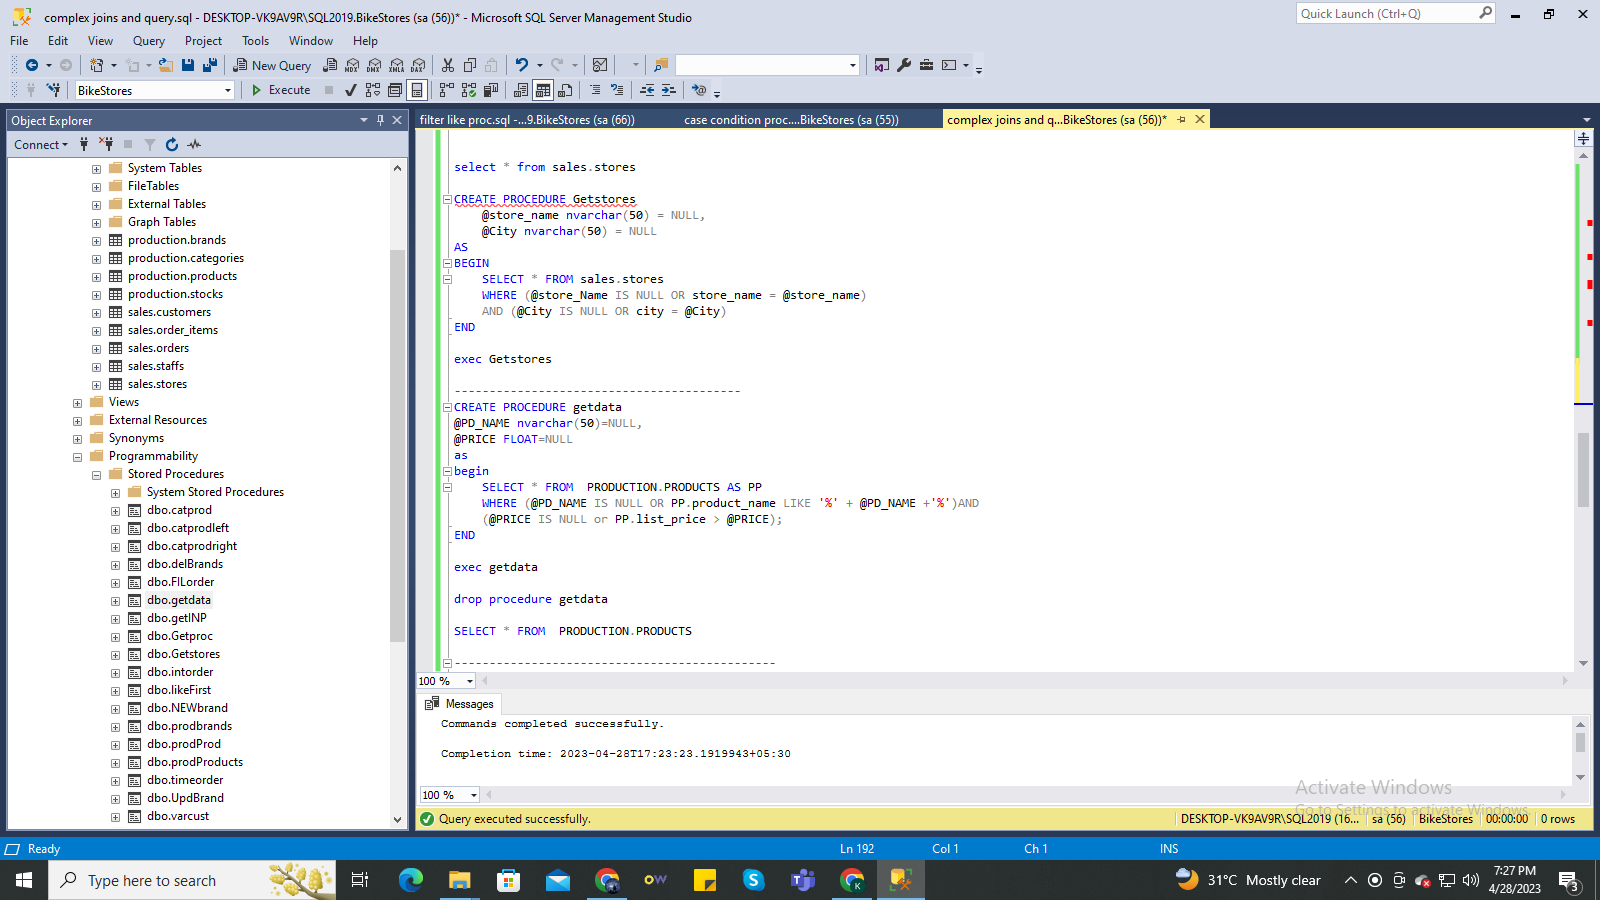 complex joins and query.sql - DESKTOP-VK9AV9R\SQL2019.BikeStores (sa (56))* - Microsoft SQL Server Management Studio
Quick Launch (Ctrl+Q)
File Edit View Query Project Tools Window Help
New Query
MDX DMX XMLA DAX
BikeStores
Execute
Object Explorer
Connect
System Tables
FileTables
External Tables
Graph Tables
production.brands
production.categories
production.products
production.stocks
sales.customers
sales.order_items
sales.orders
sales.staffs
sales.stores
Views
External Resources
Synonyms
Programmability
Stored Procedures
System Stored Procedures
dbo.catprod
dbo.catprodleft
dbo.catprodright
dbo.delBrands
dbo.FILorder
dbo.getdata
dbo.getINP
dbo.Getproc
dbo.Getstores
dbo.intorder
dbo.likeFirst
dbo.NEWbrand
dbo.prodbrands
dbo.prodProd
dbo.prodProducts
dbo.timeorder
dbo.UpdBrand
dbo.varcust
filter like proc.sql -...9.BikeStores (sa (66))
case condition proc....BikeStores (sa (55))
complex joins and q...BikeStores (sa (56))*
select * from sales.stores
CREATE PROCEDURE Getstores
@store_name nvarchar(50) = NULL,
@City nvarchar(50) = NULL
AS
BEGIN
SELECT * FROM sales.stores
WHERE (@store_Name IS NULL OR store_name = @store_name)
AND (@City IS NULL OR city = @City)
END
exec Getstores
-----------------------------------------
CREATE PROCEDURE getdata
@PD_NAME nvarchar(50)=NULL,
@PRICE FLOAT=NULL
as
begin
SELECT * FROM PRODUCTION.PRODUCTS AS PP
WHERE (@PD_NAME IS NULL OR PP.product_name LIKE '%' + @PD_NAME +'%')AND
(@PRICE IS NULL or PP.list_price > @PRICE);
END
exec getdata
drop procedure getdata
SELECT * FROM PRODUCTION.PRODUCTS
----------------------------------------------
100 %
Messages
Commands completed successfully.
Completion time: 2023-04-28T17:23:23.1919943+05:30
100 %
Activate Windows
Go to Settings to activate Windows.
Query executed successfully.
DESKTOP-VK9AV9R\SQL2019 (16... sa (56) BikeStores 00:00:00 0 rows
Ready
Ln 192 Col 1 Ch 1 INS
Type here to search
OW
S
K
31°C Mostly clear
7:27 PM
4/28/2023
3